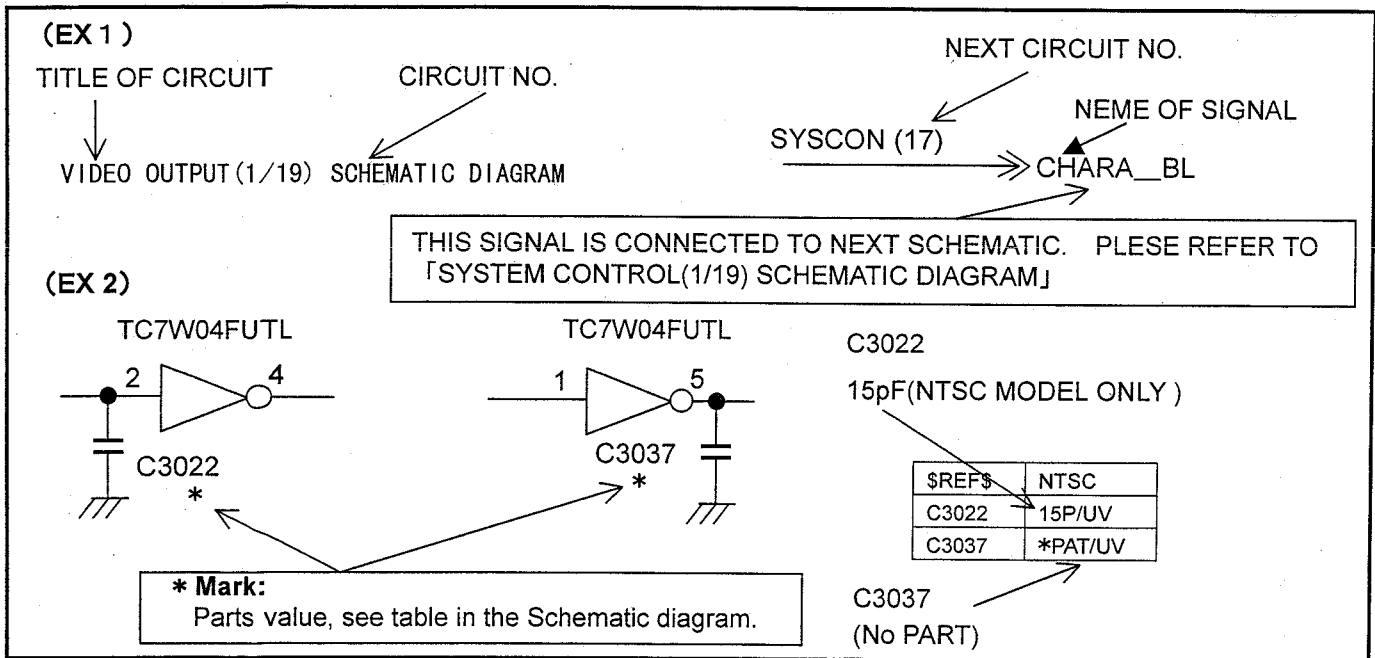 (EX 1)
TITLE OF CIRCUIT
CIRCUIT NO.
VIDEO OUTPUT(1/19) SCHEMATIC DIAGRAM
NEXT CIRCUIT NO.
NEME OF SIGNAL
SYSCON (17)
CHARA__BL
THIS SIGNAL IS CONNECTED TO NEXT SCHEMATIC. PLESE REFER TO
「SYSTEM CONTROL(1/19) SCHEMATIC DIAGRAM」
(EX 2)
TC7W04FUTL
2
4
C3022
*
TC7W04FUTL
1
5
C3037
*
* Mark:
Parts value, see table in the Schematic diagram.
C3022
15pF(NTSC MODEL ONLY )
$REF$ NTSC
C3022 15P/UV
C3037 *PAT/UV
C3037
(No PART)